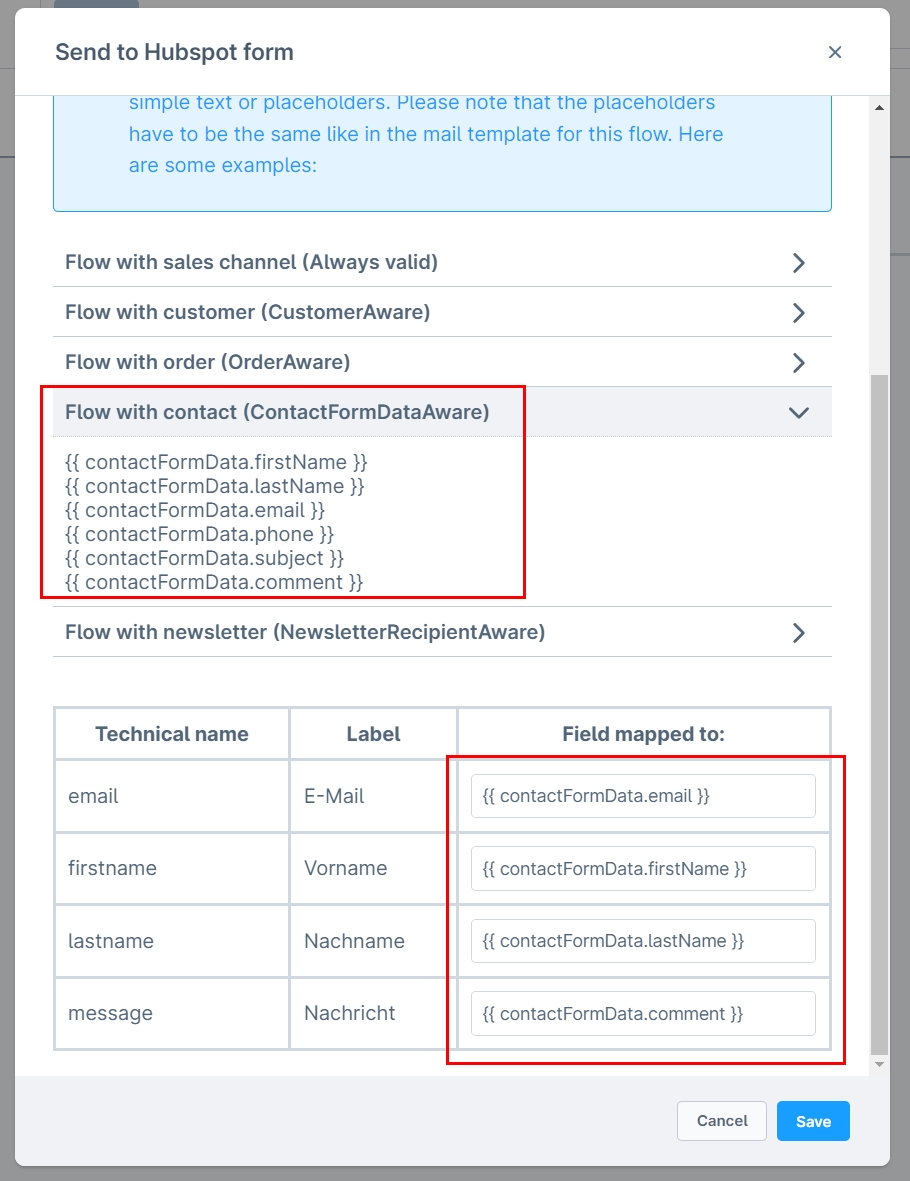 Send to Hubspot form
simple text or placeholders. Please note that the placeholders
have to be the same like in the mail template for this flow. Here
are some examples:
Flow with sales channel (Always valid)
Flow with customer (CustomerAware)
Flow with order (OrderAware)
Flow with contact (ContactFormDataAware)
{{ contactFormData.firstName }}
{{ contactFormData.lastName }}
{{ contactFormData.email }}
{{ contactFormData.phone }}
{{ contactFormData.subject }}
{{ contactFormData.comment }}
Flow with newsletter (NewsletterRecipientAware)
Technical name Label Field mapped to:
email E-Mail {{ contactFormData.email }}
firstname Vorname {{ contactFormData.firstName }}
lastname Nachname {{ contactFormData.lastName }}
message Nachricht {{ contactFormData.comment }}
Cancel Save